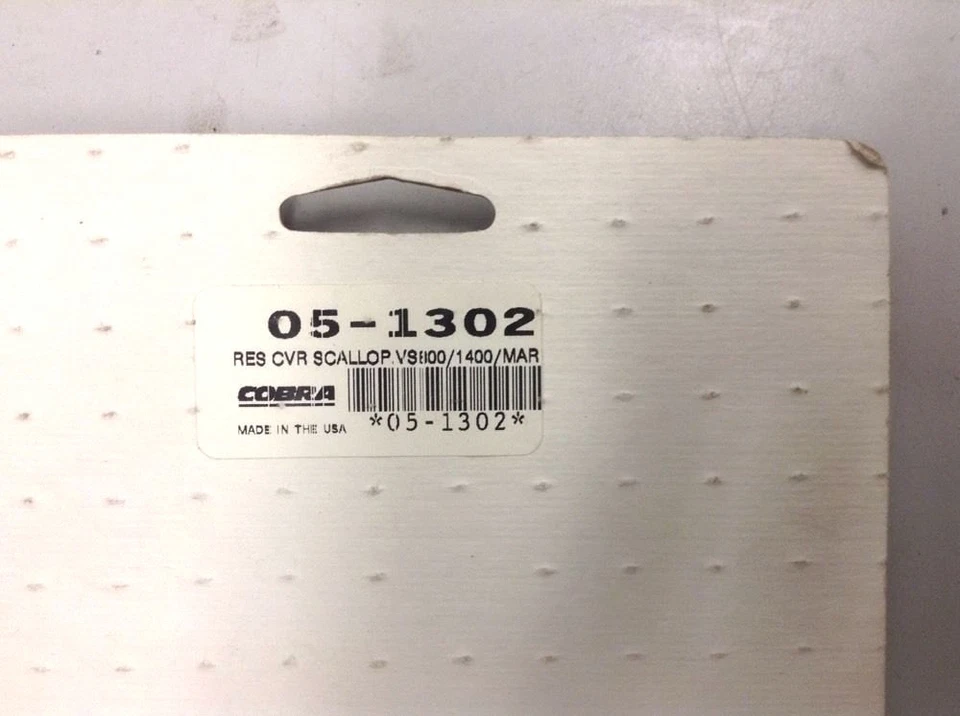 05-1302
RES CVR SCALLOP.VS800/1400/MAR
COBRA
MADE IN THE USA
*05-1302*